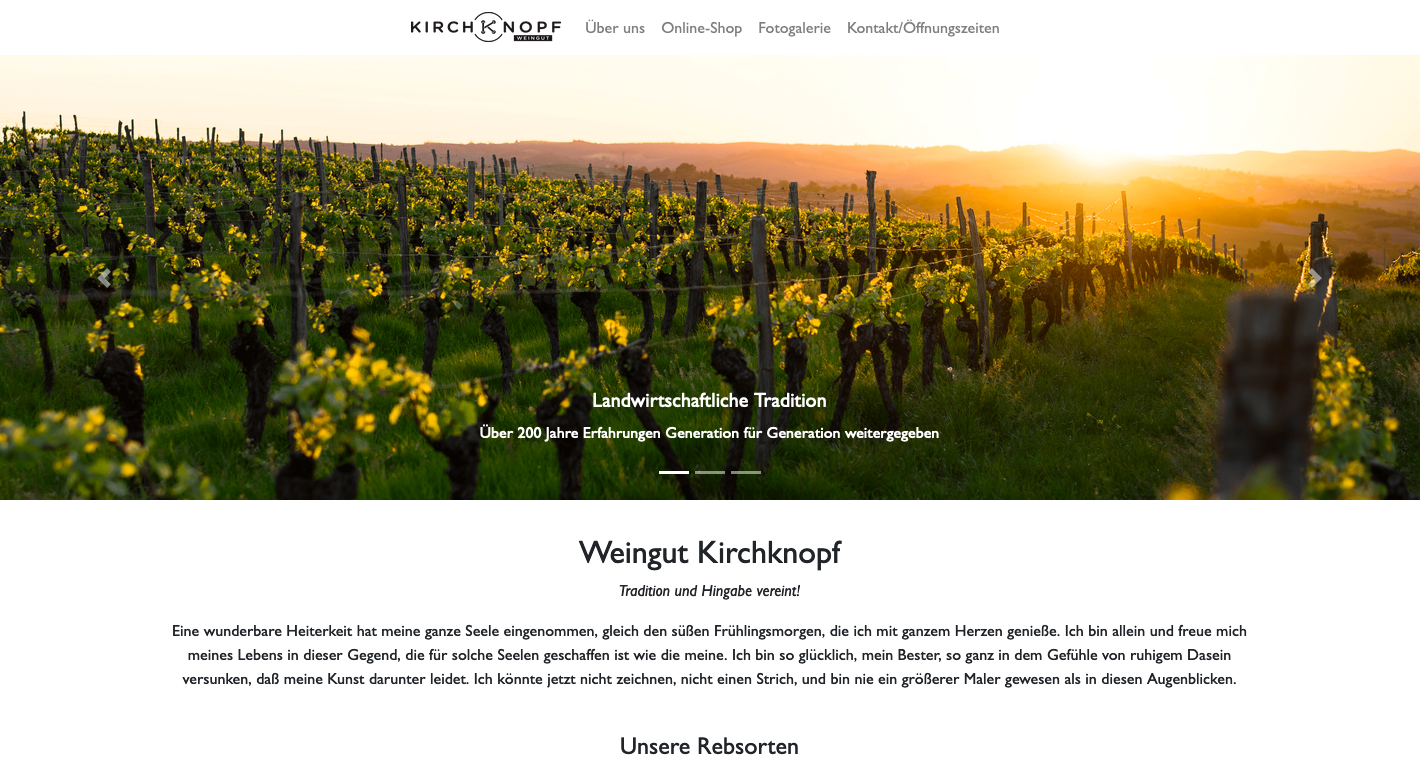 KIRCHKNOPF
WEINGUT
Über uns Online-Shop Fotogalerie Kontakt/Öffnungszeiten
Landwirtschaftliche Tradition
Über 200 Jahre Erfahrungen Generation für Generation weitergegeben
Weingut Kirchknopf
Tradition und Hingabe vereint!
Eine wunderbare Heiterkeit hat meine ganze Seele eingenommen, gleich den süßen Frühlingsmorgen, die ich mit ganzem Herzen genieße. Ich bin allein und freue mich
meines Lebens in dieser Gegend, die für solche Seelen geschaffen ist wie die meine. Ich bin so glücklich, mein Bester, so ganz in dem Gefühle von ruhigem Dasein
versunken, daß meine Kunst darunter leidet. Ich könnte jetzt nicht zeichnen, nicht einen Strich, und bin nie ein größerer Maler gewesen als in diesen Augenblicken.
Unsere Rebsorten